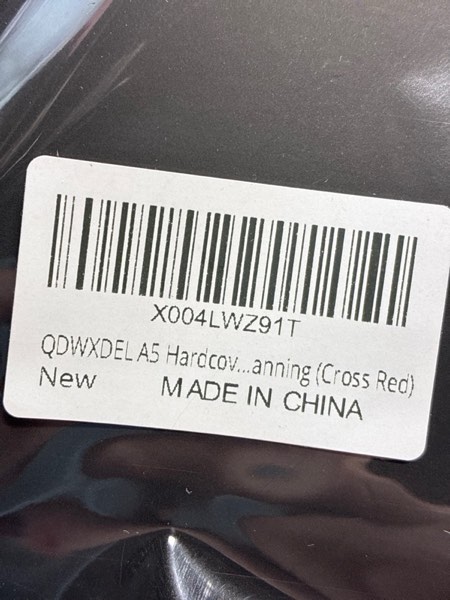 X004LWZ91T
QDWXDEL A5 Hardcov...anning (Cross Red)
New
MADE IN CHINA